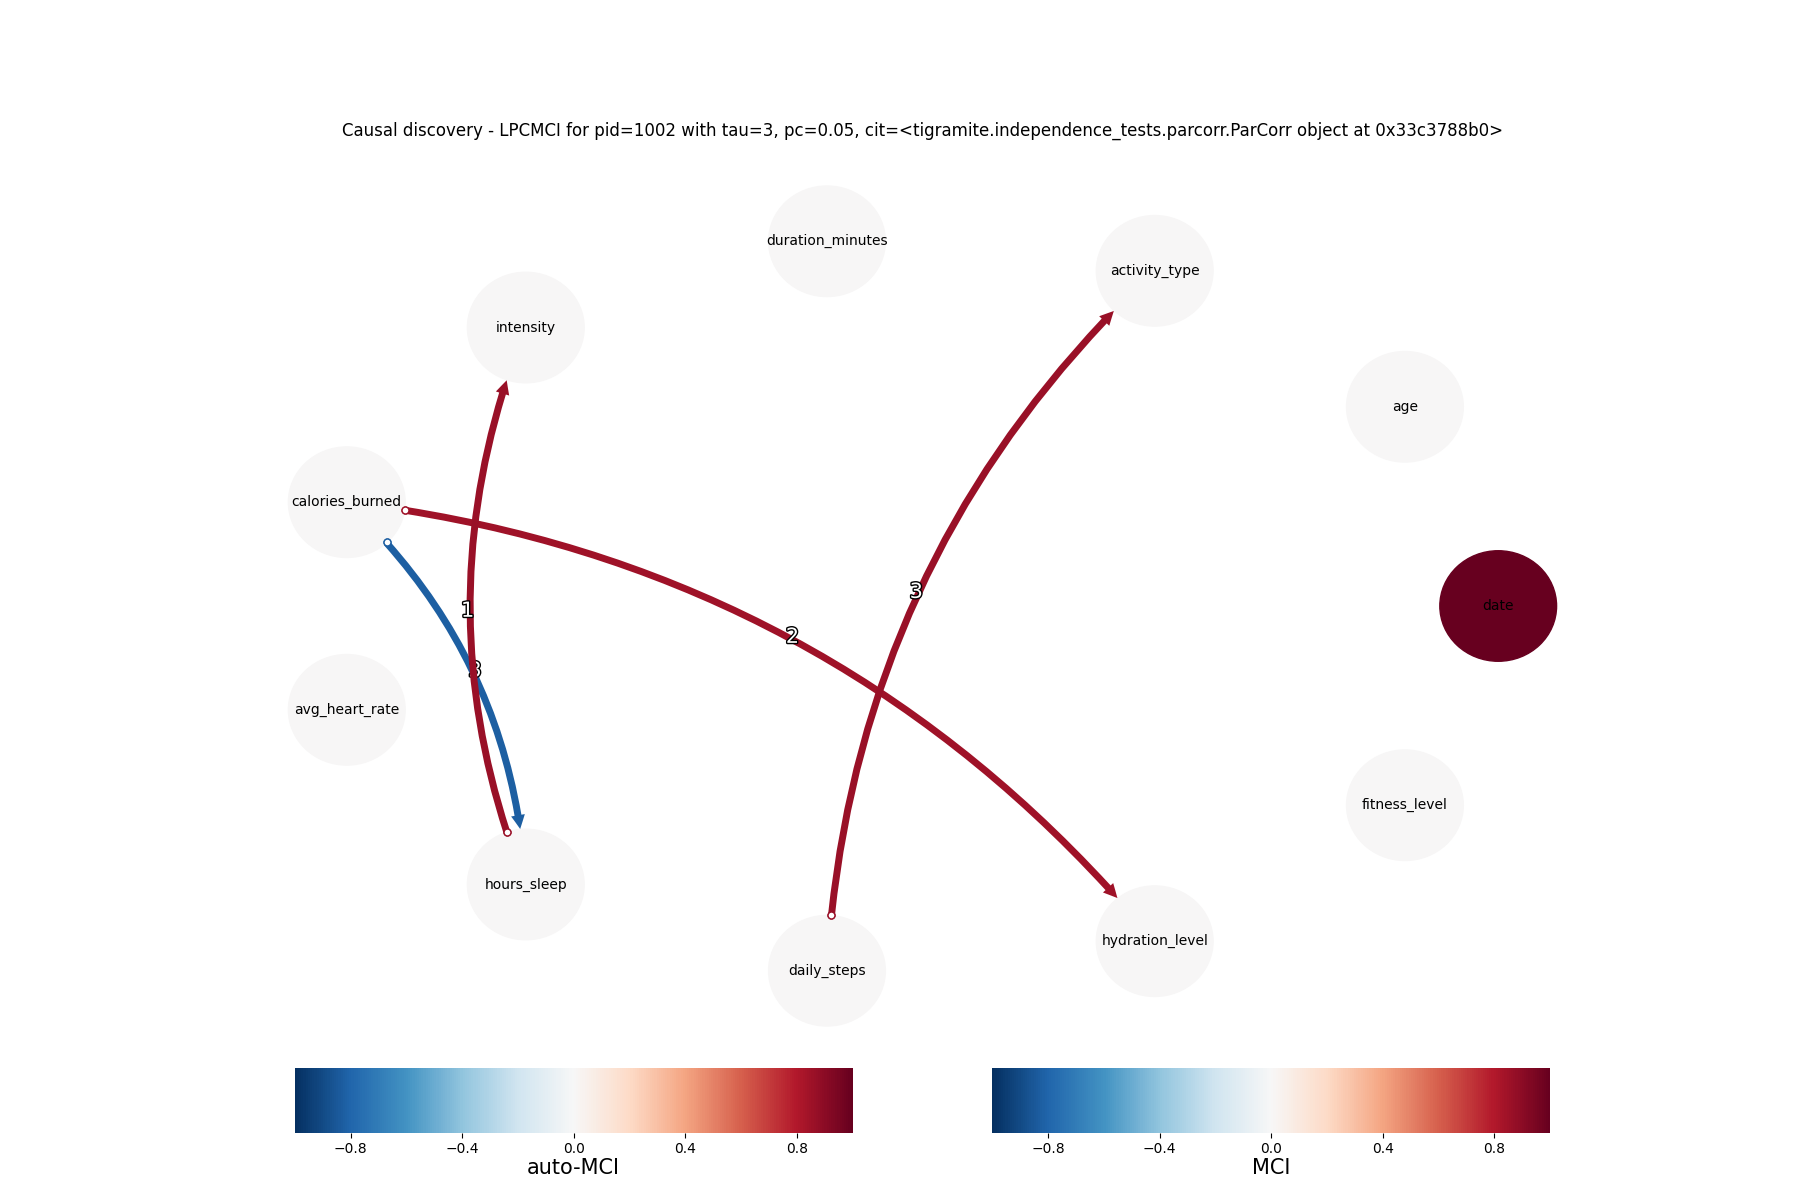 Causal discovery - LPCMCI for pid=1002 with tau=3, pc=0.05, cit=<tigramite.independence_tests.parcorr.ParCorr object at 0x33c3788b0>
duration_minutes
activity_type
intensity
age
calories_burned
3
date
1
2
3
avg_heart_rate
fitness_level
hours_sleep
hydration_level
daily_steps
−0.8 −0.4 0.0 0.4 0.8
auto-MCI
−0.8 −0.4 0.0 0.4 0.8
MCI